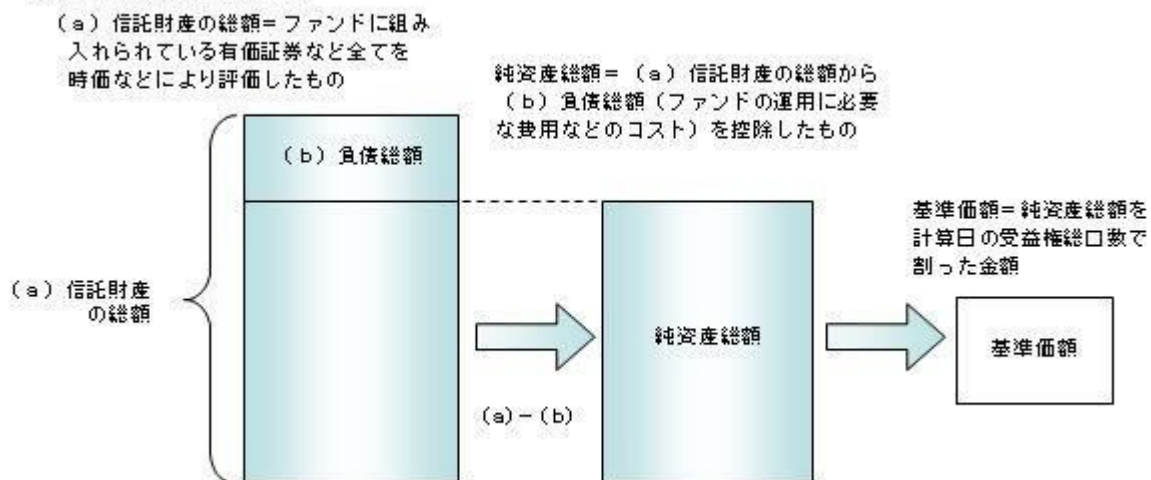 (a)信託財産の総額=ファンドに組み
入れられている有価証券など全てを
時価などにより評価したもの
純資産総額=(a)信託財産の総額から
(b)負債総額(ファンドの運用に必要
な費用などのコスト)を控除したもの
(b)負債総額
基準価額=純資産総額を
計算日の受益権総口数で
割った金額
(a)信託財産
の総額
純資産総額
基準価額
(a)-(b)